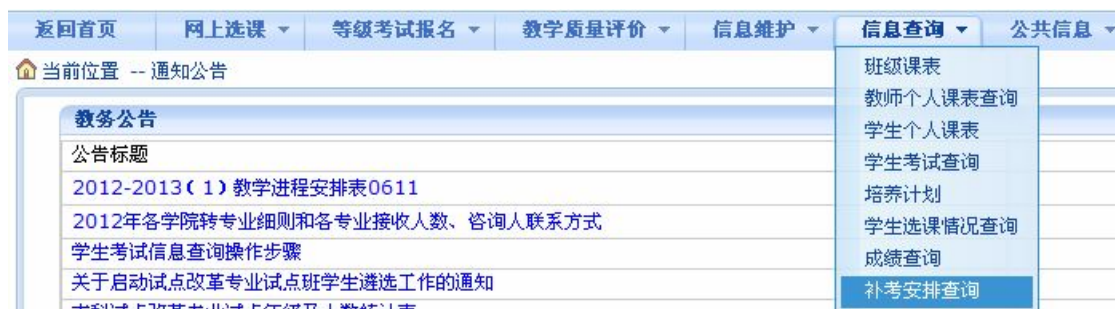 返回首页 网上选课 等级考试报名 教学质量评价 信息维护 信息查询 公共信息
当前位置 -- 通知公告
教务公告
公告标题
2012-2013(1)教学进程安排表0611
2012年各学院转专业细则和各专业接收人数、咨询人联系方式
学生考试信息查询操作步骤
关于启动试点改革专业试点班学生遴选工作的通知
班级课表
教师个人课表查询
学生个人课表
学生考试查询
培养计划
学生选课情况查询
成绩查询
补考安排查询